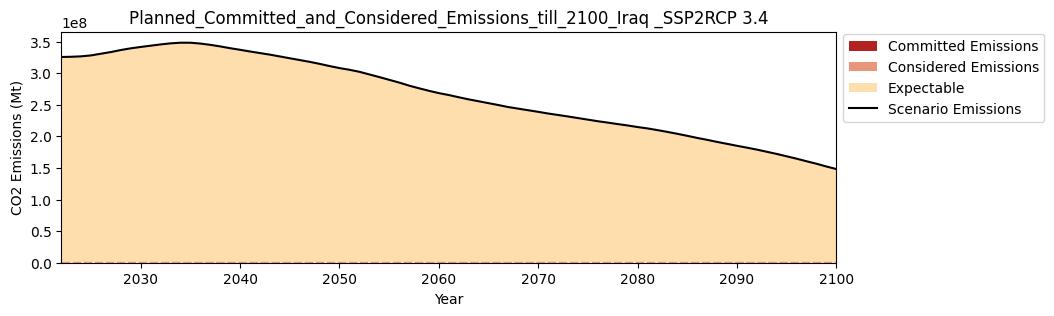 Planned_Committed_and_Considered_Emissions_till_2100_Iraq _SSP2RCP 3.4
1e8
3.5
3.0
2.5
2.0
1.5
1.0
0.5
0.0
CO2 Emissions (Mt)
2030 2040 2050 2060 2070 2080 2090 2100
Year
Committed Emissions
Considered Emissions
Expectable
Scenario Emissions